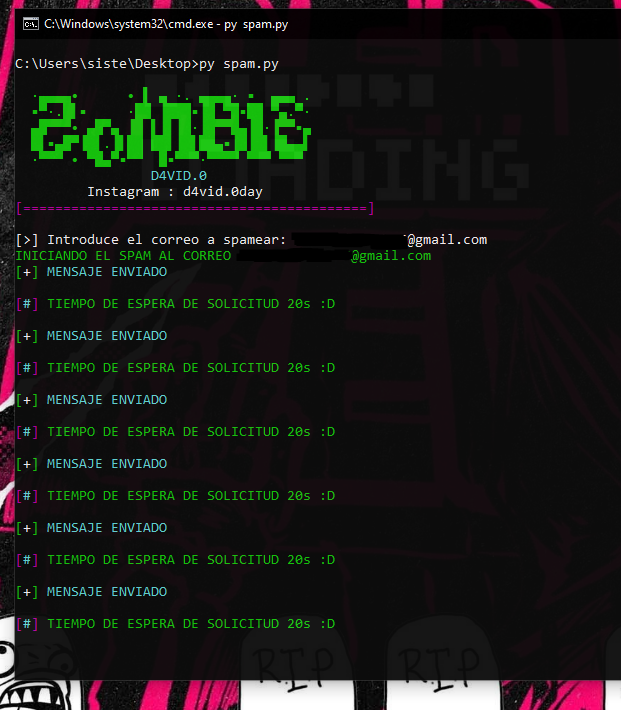 C:\Windows\system32\cmd.exe - py spam.py
C:\Users\siste\Desktop>py spam.py
ZoMBIE
D4VID.0
Instagram : d4vid.0day
[===========================================]
[>] Introduce el correo a spamear: @gmail.com
INICIANDO EL SPAM AL CORREO @gmail.com
[+] MENSAJE ENVIADO
[#] TIEMPO DE ESPERA DE SOLICITUD 20s :D
[+] MENSAJE ENVIADO
[#] TIEMPO DE ESPERA DE SOLICITUD 20s :D
[+] MENSAJE ENVIADO
[#] TIEMPO DE ESPERA DE SOLICITUD 20s :D
[+] MENSAJE ENVIADO
[#] TIEMPO DE ESPERA DE SOLICITUD 20s :D
[+] MENSAJE ENVIADO
[#] TIEMPO DE ESPERA DE SOLICITUD 20s :D
[+] MENSAJE ENVIADO
[#] TIEMPO DE ESPERA DE SOLICITUD 20s :D
R.I.P
R.I.P